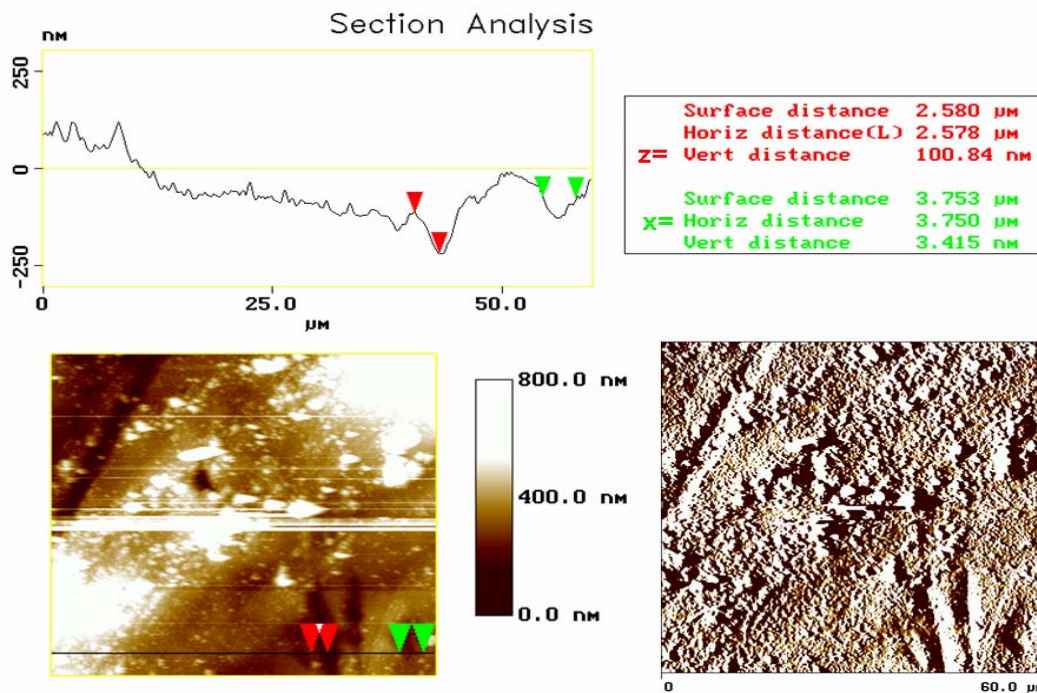 Section Analysis
nM
250
0
-250
0
25.0
50.0
μM
Surface distance 2.580 μM
Horiz distance(L) 2.578 μM
z= Vert distance 100.84 nM
Surface distance 3.753 μM
x= Horiz distance 3.750 μM
Vert distance 3.415 nM
800.0 nM
400.0 nM
0.0 nM
0
60.0 μM